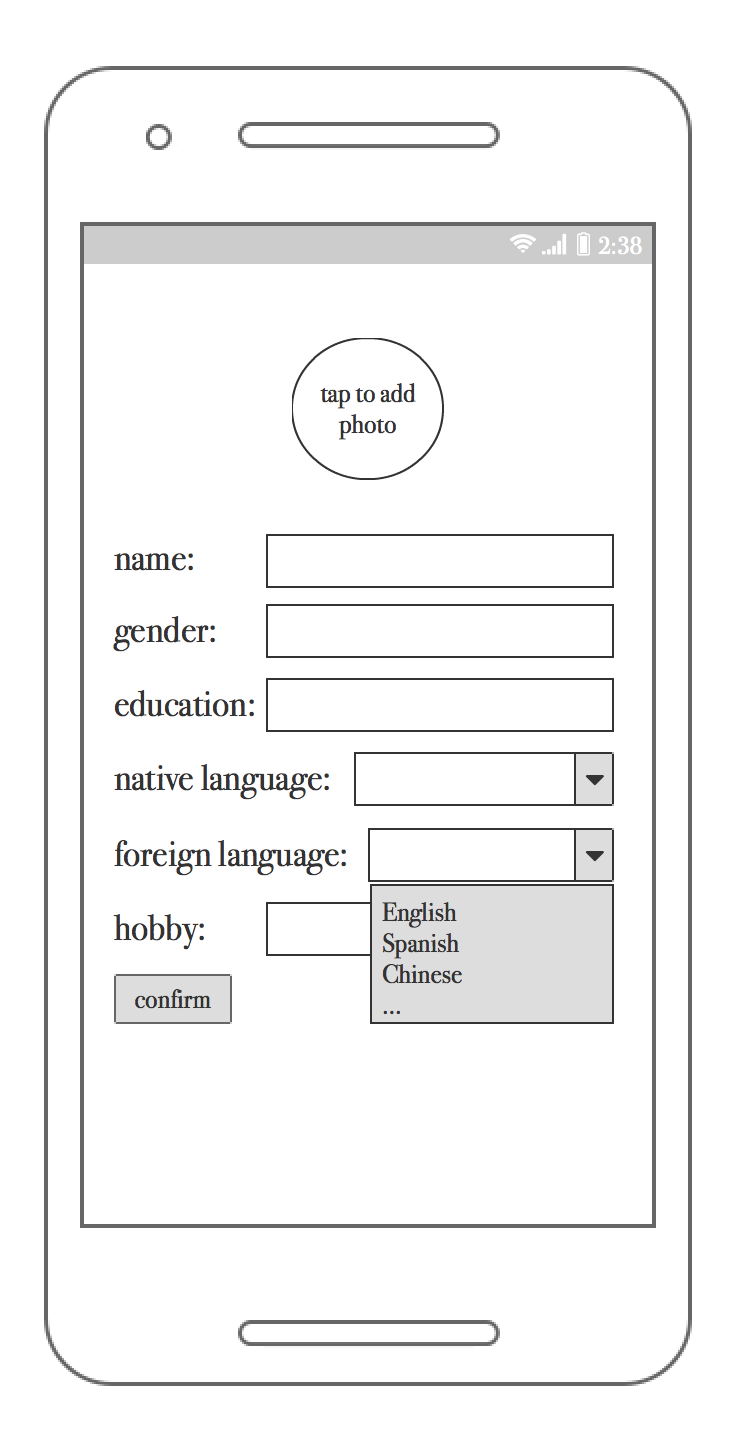 2:38
tap to add
photo
name:
gender:
education:
native language:
foreign language:
hobby:
English
Spanish
Chinese
...
confirm